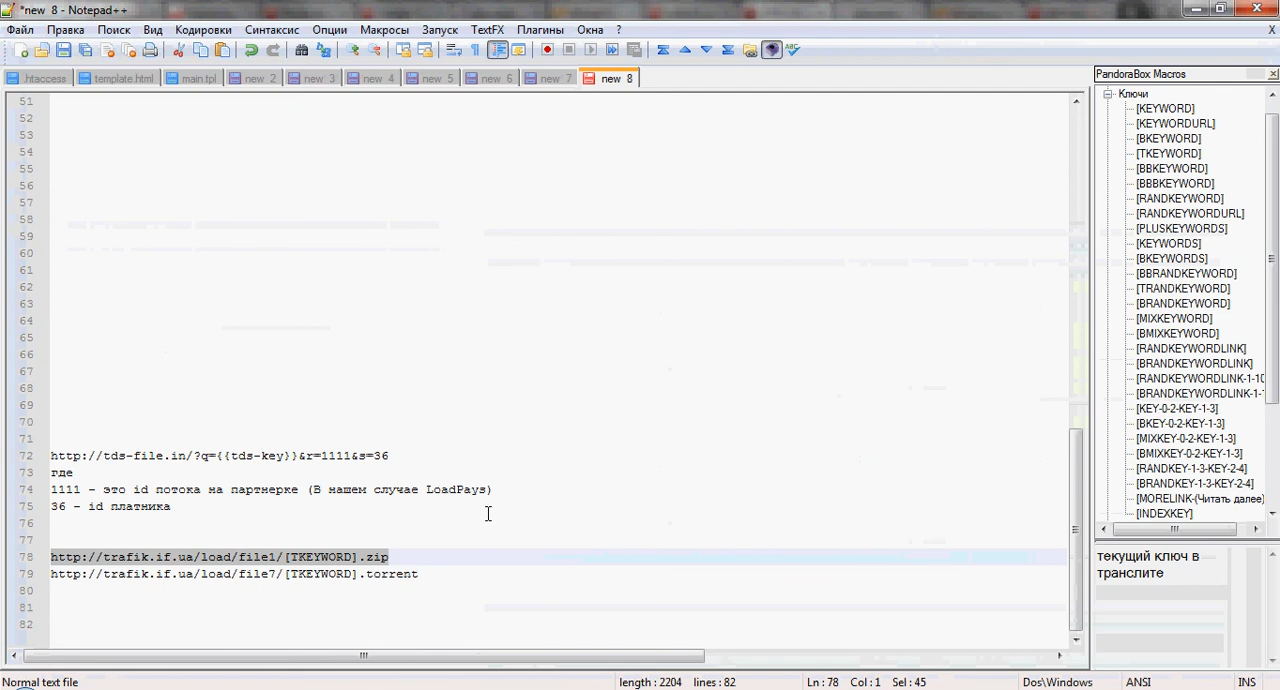 *new 8 - Notepad++
Файл Правка Поиск Вид Кодировки Синтаксис Опции Макросы Запуск TextFX Плагины Окна ? X
.htaccess template.html main.tpl new 2 new 3 new 4 new 5 new 6 new 7 new 8
51
52
53
54
55
56
57
58
59
60
61
62
63
64
65
66
67
68
69
70
71
72 http://tds-file.in/?q={{tds-key}}&r=1111&s=36
73 где
74 1111 - это id потока на партнерке (В нашем случае LoadPays)
75 36 - id платника
76
77
78 http://trafik.if.ua/load/file1/[TKEYWORD].zip
79 http://trafik.if.ua/load/file7/[TKEYWORD].torrent
80
81
82
PandoraBox Macros
Ключи
[KEYWORD]
[KEYWORDURL]
[BKEYWORD]
[TKEYWORD]
[BBKEYWORD]
[BBBKEYWORD]
[RANDKEYWORD]
[RANDKEYWORDURL]
[PLUSKEYWORDS]
[KEYWORDS]
[BKEYWORDS]
[BBRANDKEYWORD]
[TRANDKEYWORD]
[BRANDKEYWORD]
[MIXKEYWORD]
[BMIXKEYWORD]
[RANDKEYWORDLINK]
[BRANDKEYWORDLINK]
[RANDKEYWORDLINK-1-10
[BRANDKEYWORDLINK-1-
[KEY-0-2-KEY-1-3]
[BKEY-0-2-KEY-1-3]
[MIXKEY-0-2-KEY-1-3]
[BMIXKEY-0-2-KEY-1-3]
[RANDKEY-1-3-KEY-2-4]
[BRANDKEY-1-3-KEY-2-4]
[MORELINK-(Читать далее)
[INDEXKEY]
текущий ключ в
транслите
Normal text file length : 2204 lines : 82 Ln : 78 Col : 1 Sel : 45 Dos\Windows ANSI INS